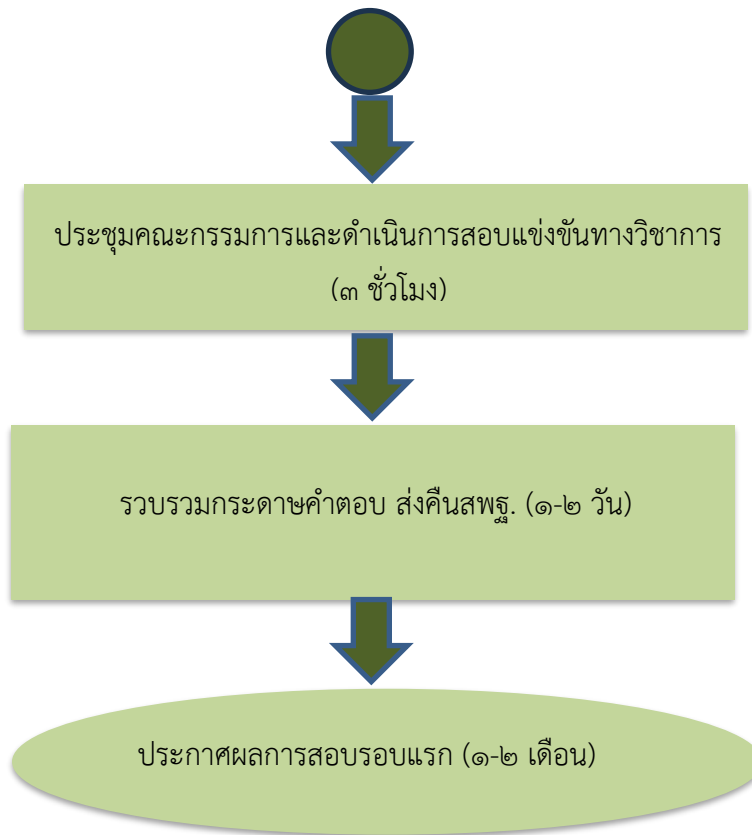 ประชุมคณะกรรมการและดำเนินการสอบแข่งขันทางวิชาการ
(๓ ชั่วโมง)
รวบรวมกระดาษคำตอบ ส่งคืนสพฐ. (๑-๒ วัน)
ประกาศผลการสอบรอบแรก (๑-๒ เดือน)